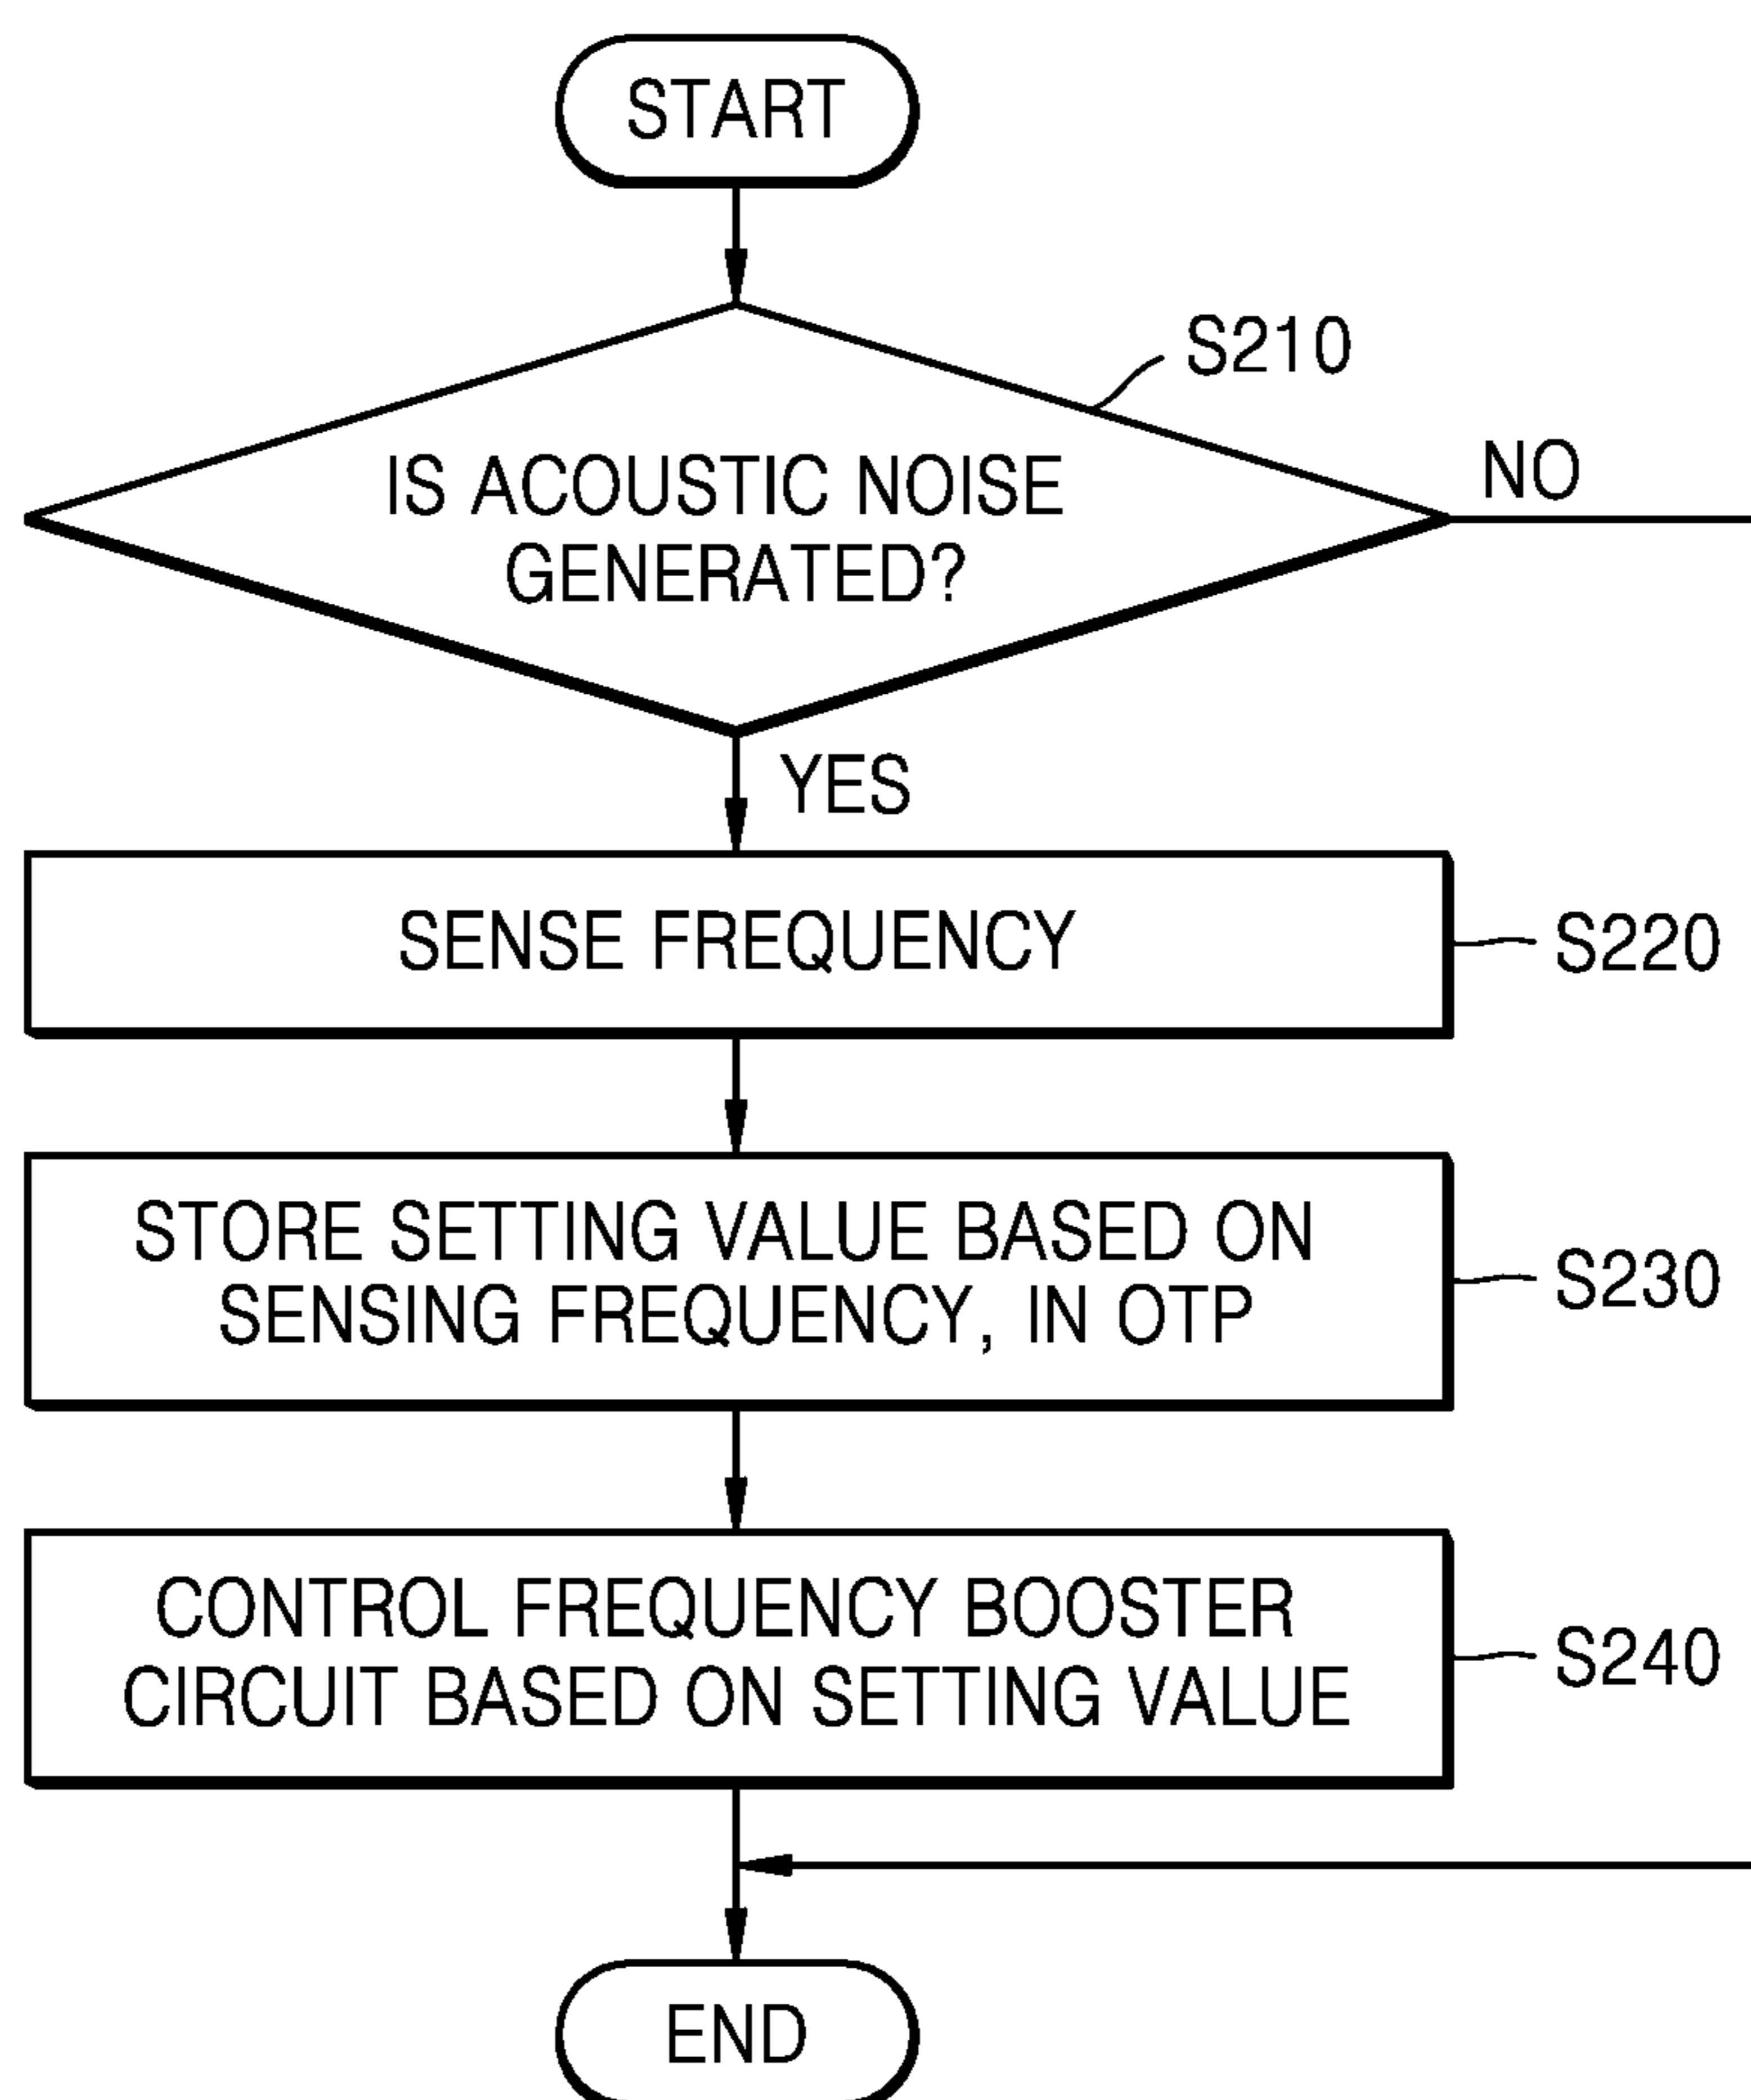 START
S210
IS ACOUSTIC NOISE
GENERATED?
NO
YES
SENSE FREQUENCY
S220
STORE SETTING VALUE BASED ON
SENSING FREQUENCY, IN OTP
S230
CONTROL FREQUENCY BOOSTER
CIRCUIT BASED ON SETTING VALUE
S240
END